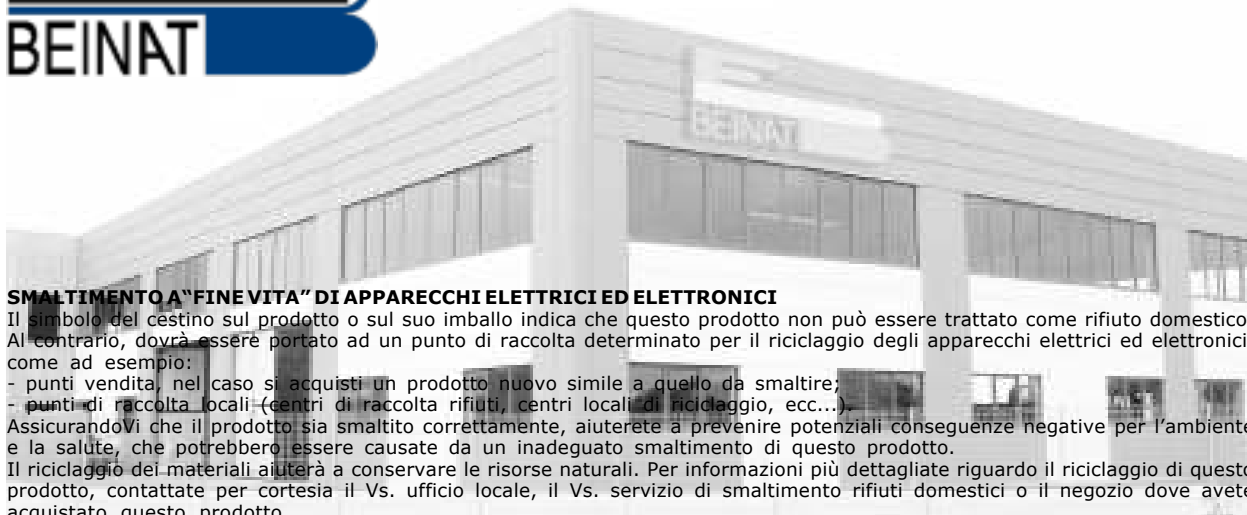 BEINAT
BEINAT
SMALTIMENTO A “FINE VITA” DI APPARECCHI ELETTRICI ED ELETTRONICI
Il simbolo del cestino sul prodotto o sul suo imballo indica che questo prodotto non può essere trattato come rifiuto domestico
Al contrario, dovrà essere portato ad un punto di raccolta determinato per il riciclaggio degli apparecchi elettrici ed elettronici
come ad esempio:
- punti vendita, nel caso si acquisti un prodotto nuovo simile a quello da smaltire;
- punti di raccolta locali (centri di raccolta rifiuti, centri locali di riciclaggio, ecc...).
AssicurandoVi che il prodotto sia smaltito correttamente, aiuterete a prevenire potenziali conseguenze negative per l’ambiente
e la salute, che potrebbero essere causate da un inadeguato smaltimento di questo prodotto.
Il riciclaggio dei materiali aiuterà a conservare le risorse naturali. Per informazioni più dettagliate riguardo il riciclaggio di questo
prodotto, contattate per cortesia il Vs. ufficio locale, il Vs. servizio di smaltimento rifiuti domestici o il negozio dove avete
acquistato questo prodotto